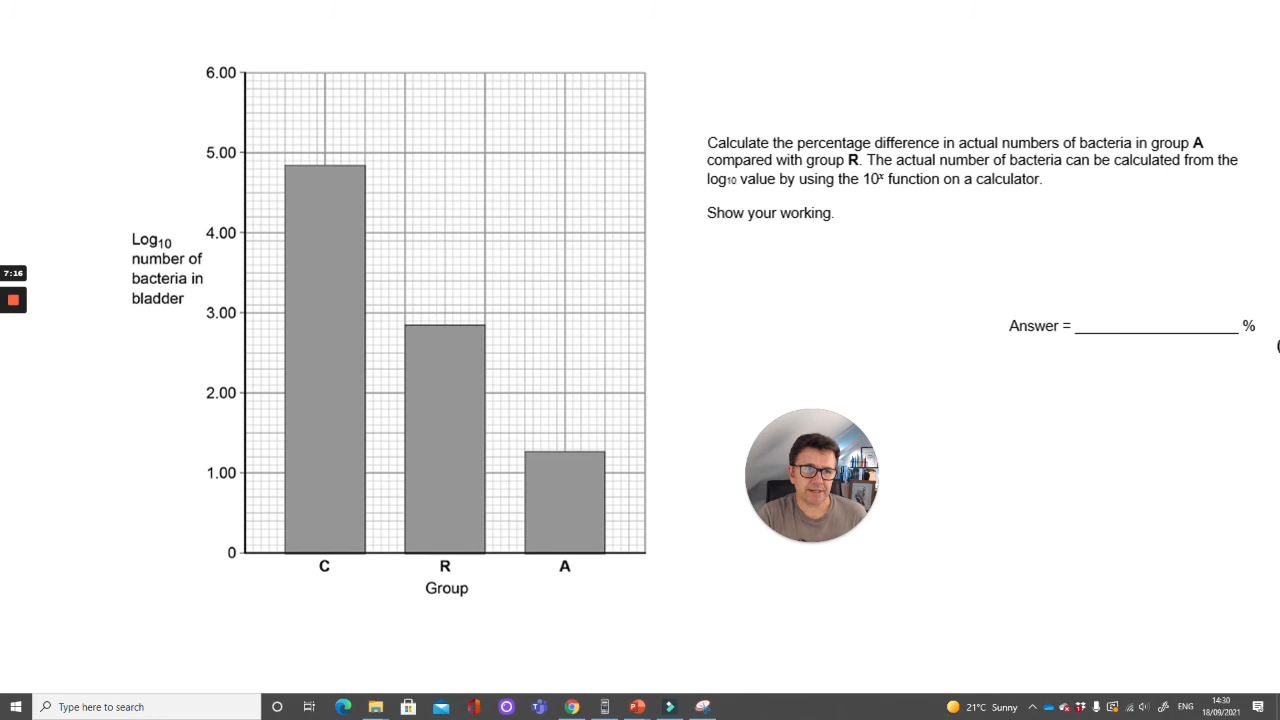 6.00
5.00
4.00
3.00
2.00
1.00
0
Log10
number of
bacteria in
bladder
C R A
Group
Calculate the percentage difference in actual numbers of bacteria in group A
compared with group R. The actual number of bacteria can be calculated from the
log10 value by using the 10ˣ function on a calculator.
Show your working.
Answer = ____________________ %
(
7:16
Type here to search
21°C Sunny
ENG
14:30
18/09/2021